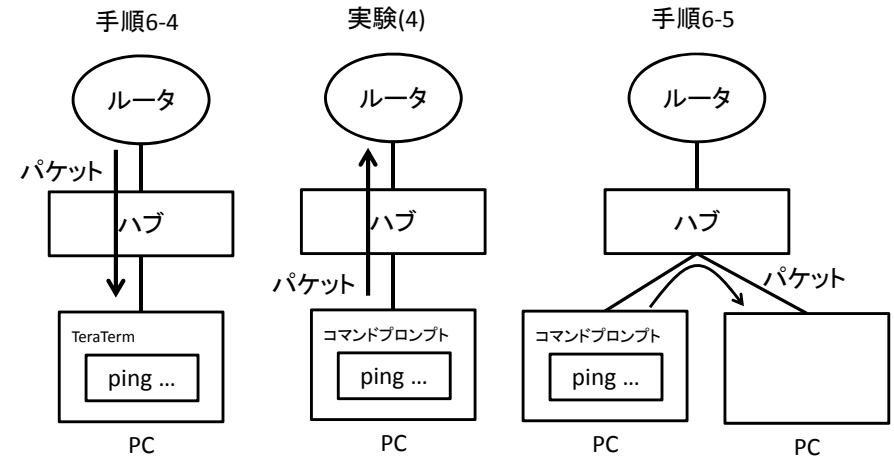 手順6-4
ルータ
パケット
ハブ
TeraTerm
ping ...
PC
実験(4)
ルータ
ハブ
パケット
コマンドプロンプト
ping ...
PC
手順6-5
ルータ
ハブ
パケット
コマンドプロンプト
ping ...
PC
PC